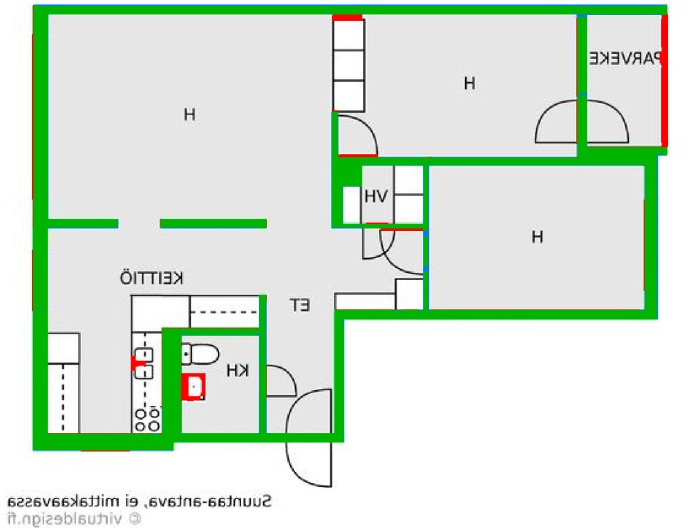 H
H
PARVEKE
VH
H
KEITTIÖ
ET
KH
Suuntaa-antava, ei mittakaavassa
© virtualdesign.fi